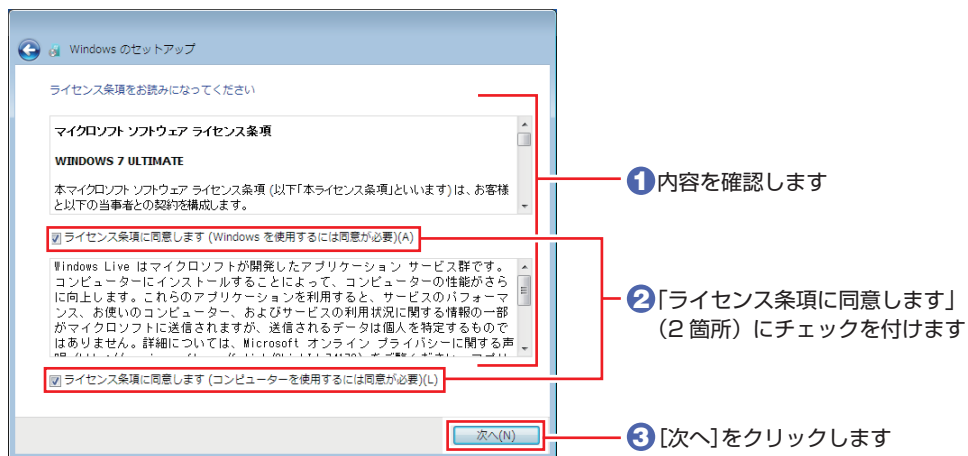 Windows のセットアップ
ライセンス条項をお読みになってください
マイクロソフト ソフトウェア ライセンス条項
WINDOWS 7 ULTIMATE
本マイクロソフト ソフトウェア ライセンス条項 (以下「本ライセンス条項」といいます) は、お客様
と以下の当事者との契約を構成します。
ライセンス条項に同意します (Windows を使用するには同意が必要)(A)
Windows Live はマイクロソフトが開発したアプリケーション サービス群です。
コンピューターにインストールすることによって、コンピューターの性能がさら
に向上します。これらのアプリケーションを利用すると、サービスのパフォーマ
ンス、お使いのコンピューター、およびサービスの利用状況に関する情報の一部
がマイクロソフトに送信されますが、送信されるデータは個人を特定するもので
はありません。詳細については、Microsoft オンライン プライバシーに関する声
ライセンス条項に同意します (コンピューターを使用するには同意が必要)(L)
次へ(N)
1 内容を確認します
2 「ライセンス条項に同意します」
（2 箇所）にチェックを付けます
3 [次へ]をクリックします